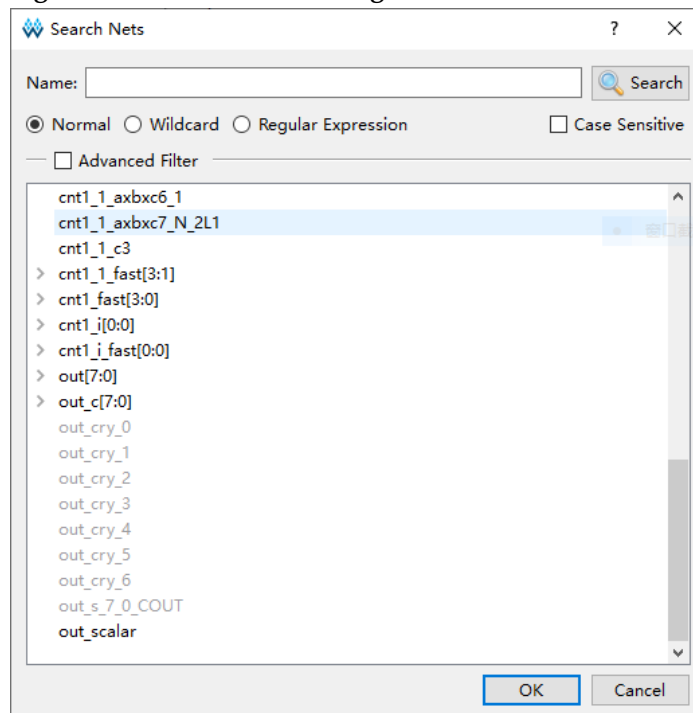 Search Nets ? ×
Name: Search
Normal Wildcard Regular Expression Case Sensitive
Advanced Filter
cnt1_1_axbxc6_1
cnt1_1_axbxc7_N_2L1
cnt1_1_c3
> cnt1_1_fast[3:1]
> cnt1_fast[3:0]
> cnt1_i[0:0]
> cnt1_i_fast[0:0]
> out[7:0]
> out_c[7:0]
out_cry_0
out_cry_1
out_cry_2
out_cry_3
out_cry_4
out_cry_5
out_cry_6
out_s_7_0_COUT
out_scalar
OK Cancel